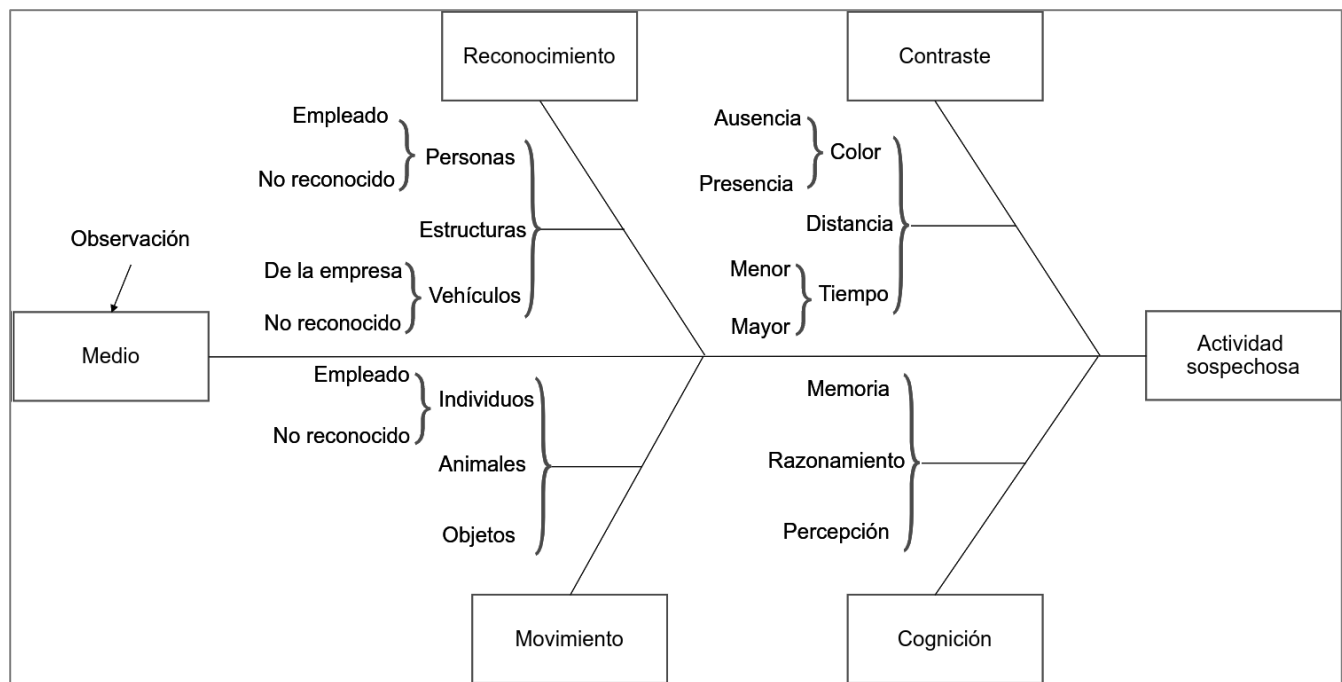 Reconocimiento
Contraste
Empleado
No reconocido
Personas
Estructuras
De la empresa
No reconocido
Vehículos
Ausencia
Presencia
Color
Distancia
Menor
Mayor
Tiempo
Observación
Medio
Actividad
sospechosa
Empleado
No reconocido
Individuos
Animales
Objetos
Memoria
Razonamiento
Percepción
Movimiento
Cognición